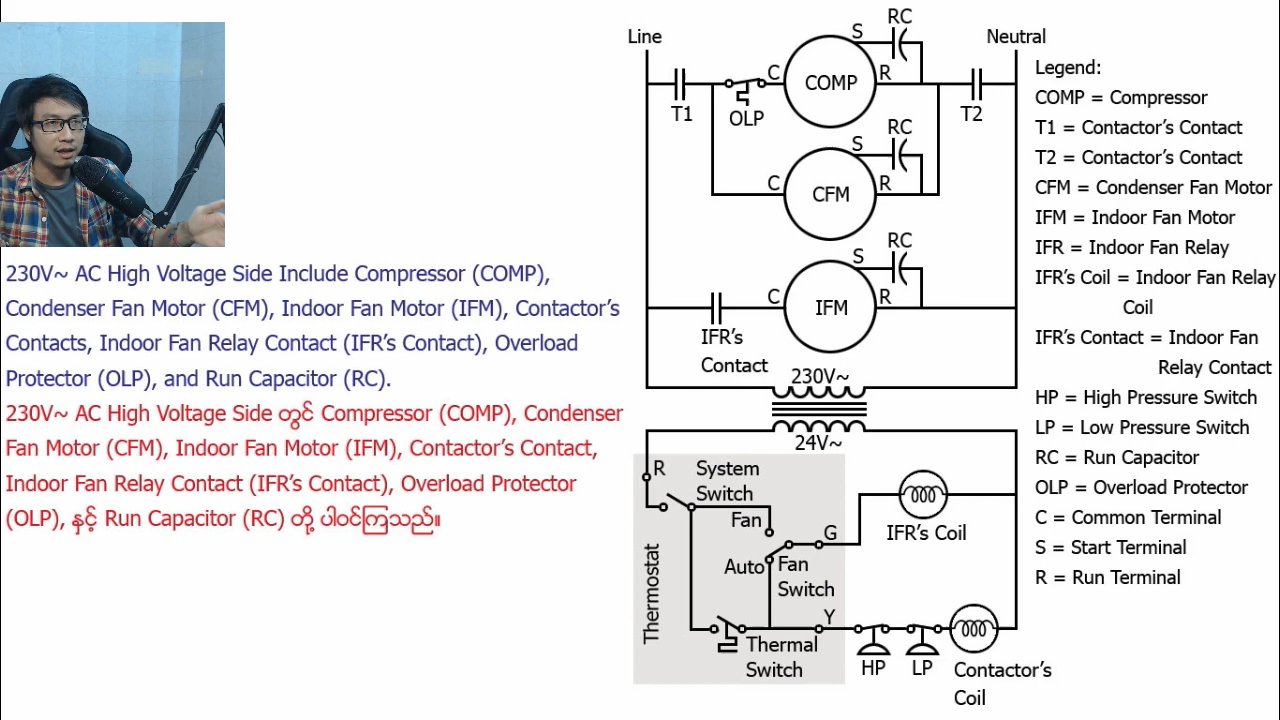 230V~ AC High Voltage Side Include Compressor (COMP),
Condenser Fan Motor (CFM), Indoor Fan Motor (IFM), Contactor's
Contacts, Indoor Fan Relay Contact (IFR's Contact), Overload
Protector (OLP), and Run Capacitor (RC).
230V~ AC High Voltage Side တွင် Compressor (COMP), Condenser
Fan Motor (CFM), Indoor Fan Motor (IFM), Contactor's Contact,
Indoor Fan Relay Contact (IFR's Contact), Overload Protector
(OLP), နှင့် Run Capacitor (RC) တို့ ပါဝင်ကြသည်။
Line
Neutral
RC
S
C
COMP
R
T1
OLP
T2
RC
S
C
CFM
R
RC
S
C
IFM
R
IFR's
Contact
230V~
24V~
R
System
Switch
Fan
G
Auto
Fan
Switch
IFR's Coil
Thermostat
Y
Thermal
Switch
HP
LP
Contactor's
Coil
Legend:
COMP = Compressor
T1 = Contactor's Contact
T2 = Contactor's Contact
CFM = Condenser Fan Motor
IFM = Indoor Fan Motor
IFR = Indoor Fan Relay
IFR's Coil = Indoor Fan Relay
Coil
IFR's Contact = Indoor Fan
Relay Contact
HP = High Pressure Switch
LP = Low Pressure Switch
RC = Run Capacitor
OLP = Overload Protector
C = Common Terminal
S = Start Terminal
R = Run Terminal